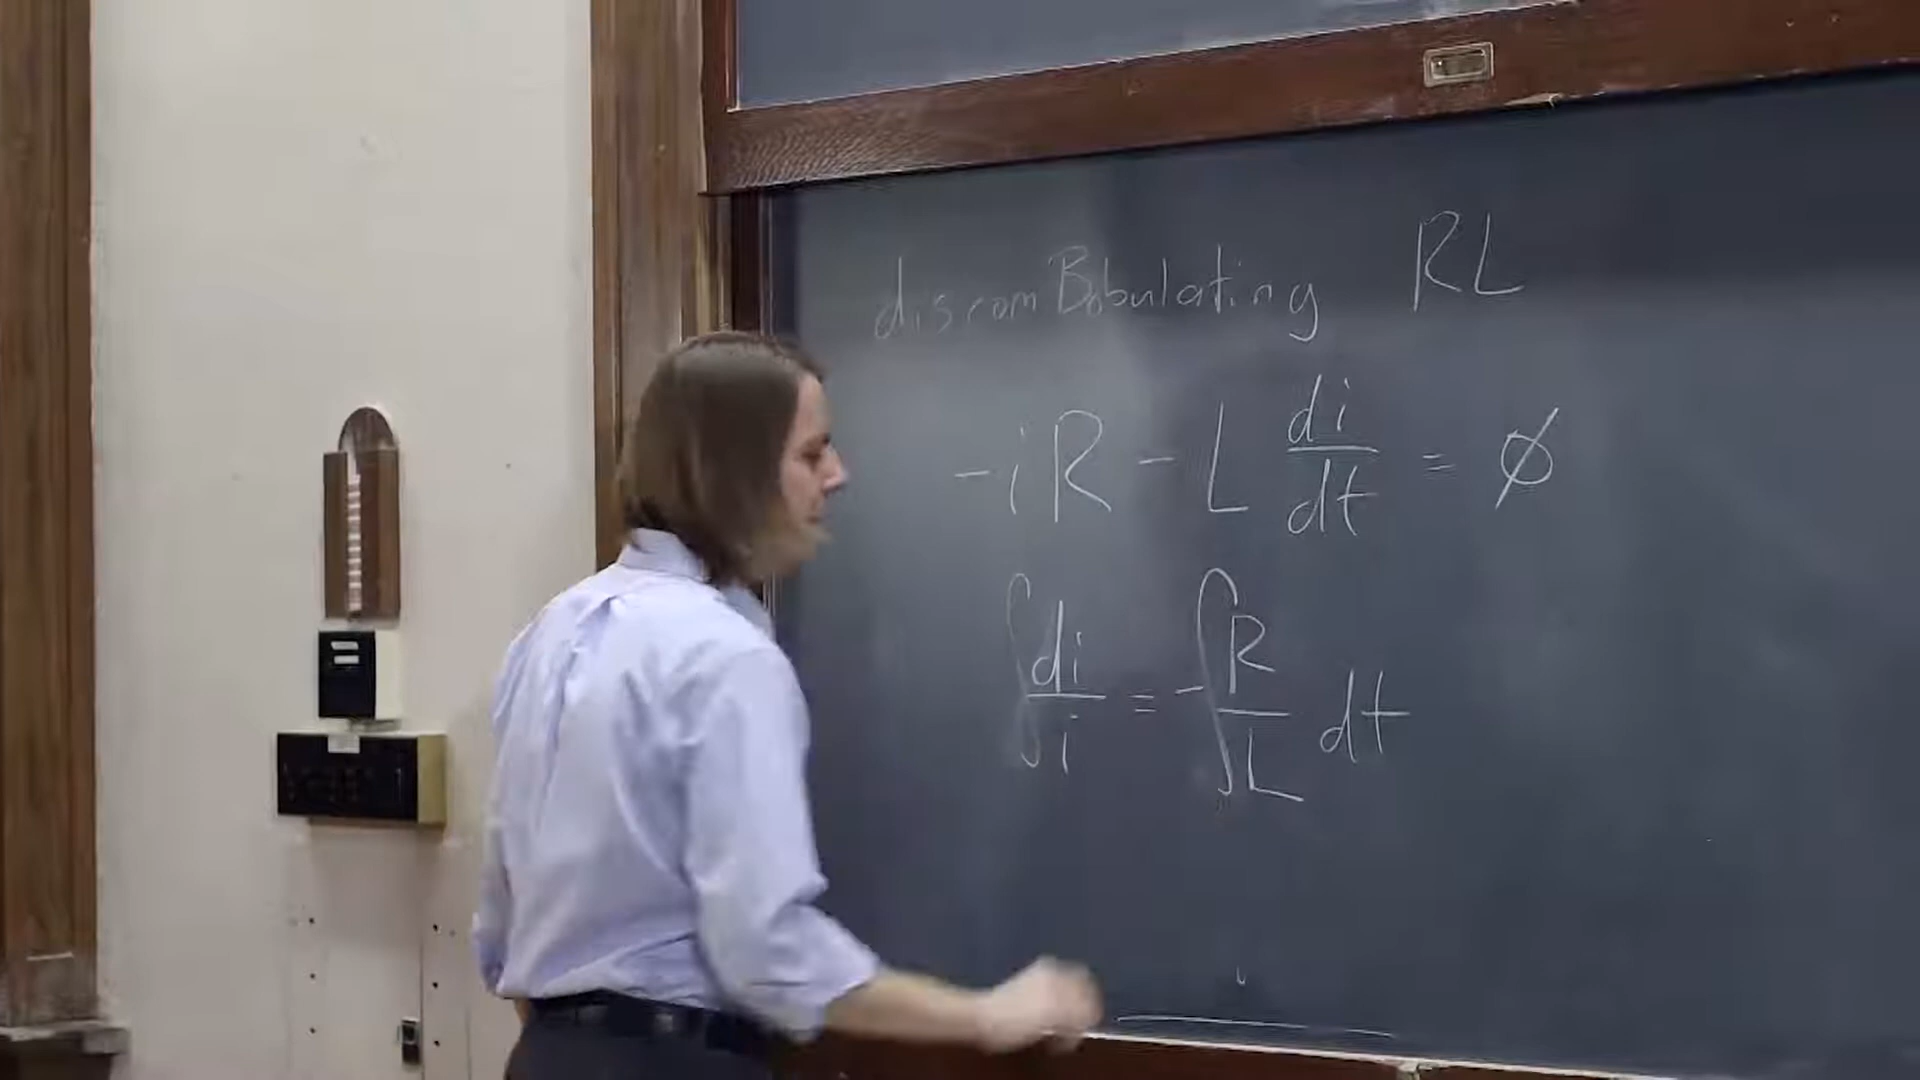 discomBobulating RL
-iR - L di/dt = ∅
∫ di/i = -∫ R/L dt